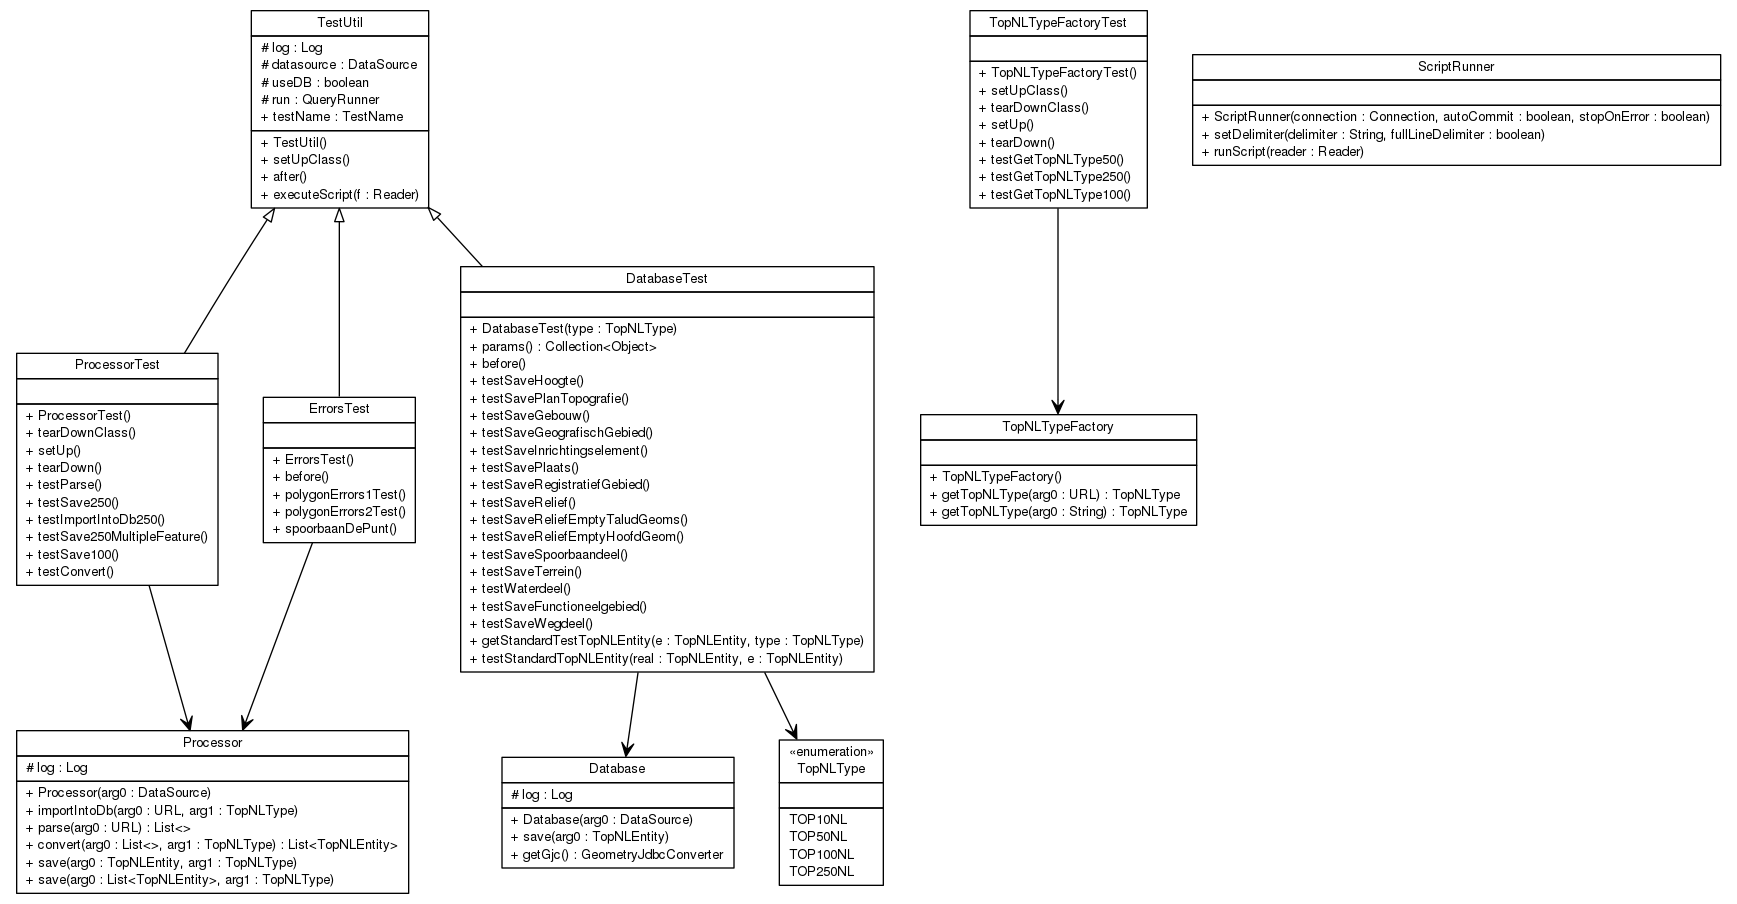 TestUtil
# log : Log
# datasource : DataSource
# useDB : boolean
# run : QueryRunner
+ testName : TestName
+ TestUtil()
+ setUpClass()
+ after()
+ executeScript(f : Reader)
TopNLTypeFactoryTest
+ TopNLTypeFactoryTest()
+ setUpClass()
+ tearDownClass()
+ setUp()
+ tearDown()
+ testGetTopNLType50()
+ testGetTopNLType250()
+ testGetTopNLType100()
ScriptRunner
+ ScriptRunner(connection : Connection, autoCommit : boolean, stopOnError : boolean)
+ setDelimiter(delimiter : String, fullLineDelimiter : boolean)
+ runScript(reader : Reader)
ProcessorTest
+ ProcessorTest()
+ tearDownClass()
+ setUp()
+ tearDown()
+ testParse()
+ testSave250()
+ testImportIntoDb250()
+ testSave250MultipleFeature()
+ testSave100()
+ testConvert()
ErrorsTest
+ ErrorsTest()
+ before()
+ polygonErrors1Test()
+ polygonErrors2Test()
+ spoorbaanDePunt()
DatabaseTest
+ DatabaseTest(type : TopNLType)
+ params() : Collection<Object>
+ before()
+ testSaveHoogte()
+ testSavePlanTopografie()
+ testSaveGebouw()
+ testSaveGeografischGebied()
+ testSaveInrichtingselement()
+ testSavePlaats()
+ testSaveRegistratiefGebied()
+ testSaveRelief()
+ testSaveReliefEmptyTaludGeoms()
+ testSaveReliefEmptyHoofdGeom()
+ testSaveSpoorbaandeel()
+ testSaveTerrein()
+ testWaterdeel()
+ testSaveFunctioneelgebied()
+ testSaveWegdeel()
+ getStandardTestTopNLEntity(e : TopNLEntity, type : TopNLType)
+ testStandardTopNLEntity(real : TopNLEntity, e : TopNLEntity)
TopNLTypeFactory
+ TopNLTypeFactory()
+ getTopNLType(arg0 : URL) : TopNLType
+ getTopNLType(arg0 : String) : TopNLType
Processor
# log : Log
+ Processor(arg0 : DataSource)
+ importIntoDb(arg0 : URL, arg1 : TopNLType)
+ parse(arg0 : URL) : List<>
+ convert(arg0 : List<>, arg1 : TopNLType) : List<TopNLEntity>
+ save(arg0 : TopNLEntity, arg1 : TopNLType)
+ save(arg0 : List<TopNLEntity>, arg1 : TopNLType)
Database
# log : Log
+ Database(arg0 : DataSource)
+ save(arg0 : TopNLEntity)
+ getGjc() : GeometryJdbcConverter
«enumeration»
TopNLType
TOP10NL
TOP50NL
TOP100NL
TOP250NL